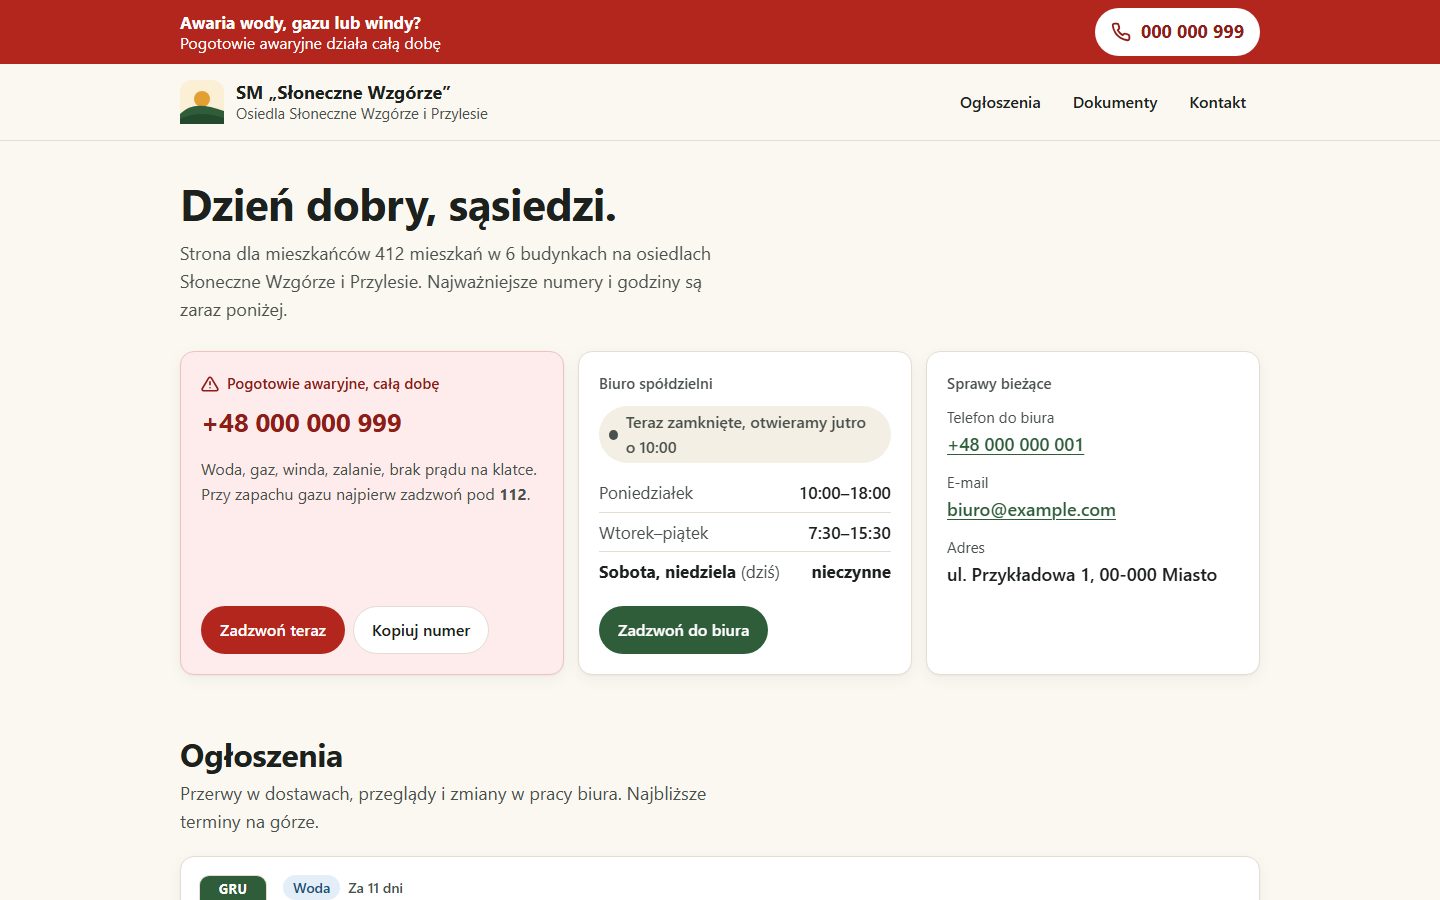 Awaria wody, gazu lub windy?
Pogotowie awaryjne działa całą dobę
000 000 999
SM „Słoneczne Wzgórze”
Osiedla Słoneczne Wzgórze i Przylesie
Ogłoszenia
Dokumenty
Kontakt
Dzień dobry, sąsiedzi.
Strona dla mieszkańców 412 mieszkań w 6 budynkach na osiedlach
Słoneczne Wzgórze i Przylesie. Najważniejsze numery i godziny są
zaraz poniżej.
Pogotowie awaryjne, całą dobę
+48 000 000 999
Woda, gaz, winda, zalanie, brak prądu na klatce.
Przy zapachu gazu najpierw zadzwoń pod 112.
Zadzwoń teraz
Kopiuj numer
Biuro spółdzielni
Teraz zamknięte, otwieramy jutro
o 10:00
Poniedziałek 10:00–18:00
Wtorek–piątek 7:30–15:30
Sobota, niedziela (dziś) nieczynne
Zadzwoń do biura
Sprawy bieżące
Telefon do biura
+48 000 000 001
E-mail
biuro@example.com
Adres
ul. Przykładowa 1, 00-000 Miasto
Ogłoszenia
Przerwy w dostawach, przeglądy i zmiany w pracy biura. Najbliższe
terminy na górze.
GRU
Woda
Za 11 dni